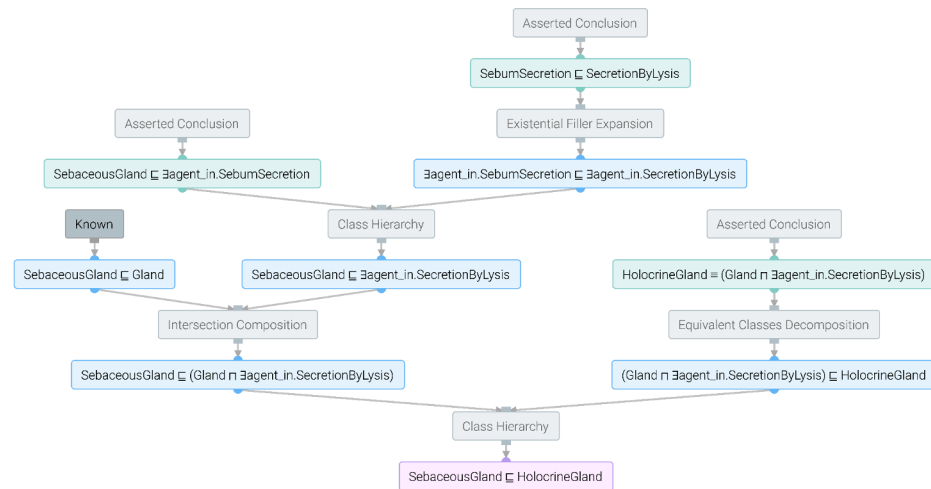 Asserted Conclusion
SebumSecretion ⊑ SecretionByLysis
Asserted Conclusion
Existential Filler Expansion
SebaceousGland ⊑ ∃agent_in.SebumSecretion
∃agent_in.SebumSecretion ⊑ ∃agent_in.SecretionByLysis
Known
Class Hierarchy
Asserted Conclusion
SebaceousGland ⊑ Gland
SebaceousGland ⊑ ∃agent_in.SecretionByLysis
HolocrineGland ≡ (Gland ⊓ ∃agent_in.SecretionByLysis)
Intersection Composition
Equivalent Classes Decomposition
SebaceousGland ⊑ (Gland ⊓ ∃agent_in.SecretionByLysis)
(Gland ⊓ ∃agent_in.SecretionByLysis) ⊑ HolocrineGland
Class Hierarchy
SebaceousGland ⊑ HolocrineGland